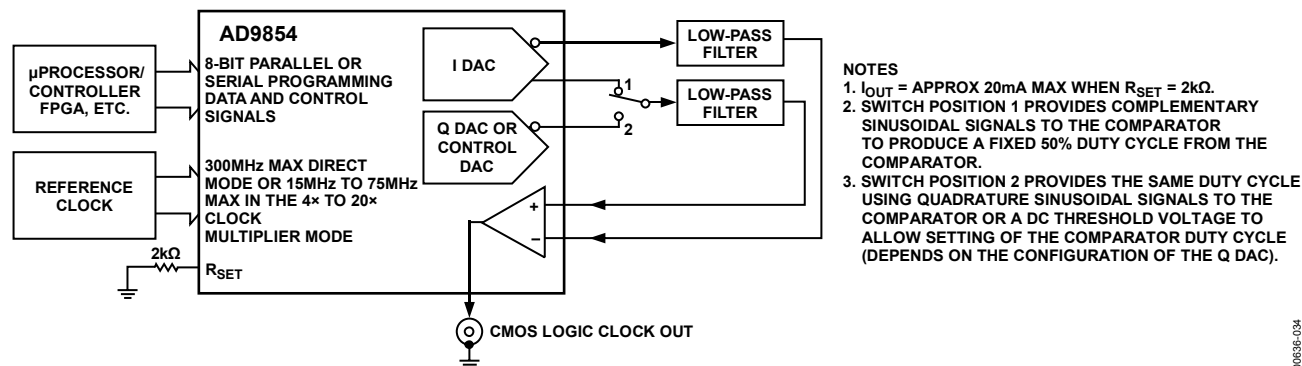 AD9854
µPROCESSOR/
CONTROLLER
FPGA, ETC.
8-BIT PARALLEL OR
SERIAL PROGRAMMING
DATA AND CONTROL
SIGNALS
REFERENCE
CLOCK
300MHz MAX DIRECT
MODE OR 15MHz TO 75MHz
MAX IN THE 4× TO 20×
CLOCK
MULTIPLIER MODE
2kΩ
RSET
I DAC
Q DAC OR
CONTROL
DAC
1
2
LOW-PASS
FILTER
LOW-PASS
FILTER
+
–
CMOS LOGIC CLOCK OUT
NOTES
1. IOUT = APPROX 20mA MAX WHEN RSET = 2kΩ.
2. SWITCH POSITION 1 PROVIDES COMPLEMENTARY
SINUSOIDAL SIGNALS TO THE COMPARATOR
TO PRODUCE A FIXED 50% DUTY CYCLE FROM THE
COMPARATOR.
3. SWITCH POSITION 2 PROVIDES THE SAME DUTY CYCLE
USING QUADRATURE SINUSOIDAL SIGNALS TO THE
COMPARATOR OR A DC THRESHOLD VOLTAGE TO
ALLOW SETTING OF THE COMPARATOR DUTY CYCLE
(DEPENDS ON THE CONFIGURATION OF THE Q DAC).
00636-034